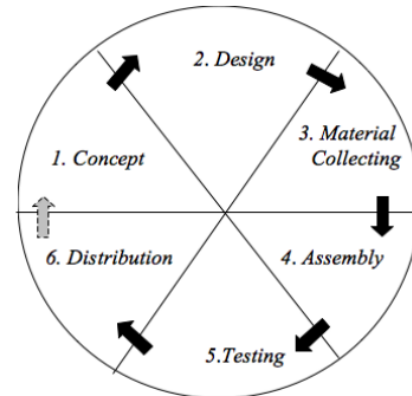 2. Design
3. Material
Collecting
1. Concept
6. Distribution
4. Assembly
5.Testing